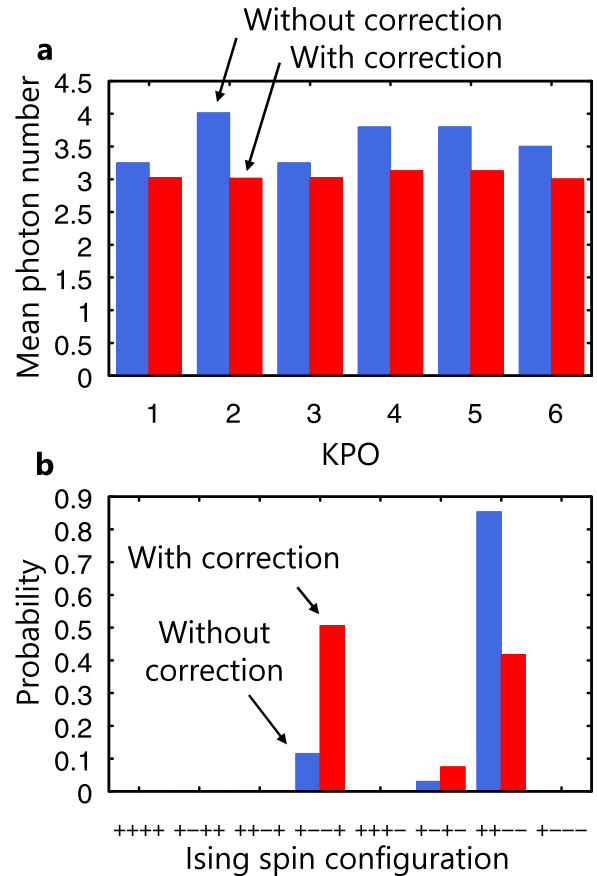 a
Without correction
With correction
Mean photon number
4.5
4
3.5
3
2.5
2
1.5
1
0.5
0
1 2 3 4 5 6
KPO
b
Probability
0.9
0.8
0.7
0.6
0.5
0.4
0.3
0.2
0.1
0
With correction
Without
correction
++++ +−++ ++−+ +−−+ +++− +−+− ++−− +−−−
Ising spin configuration